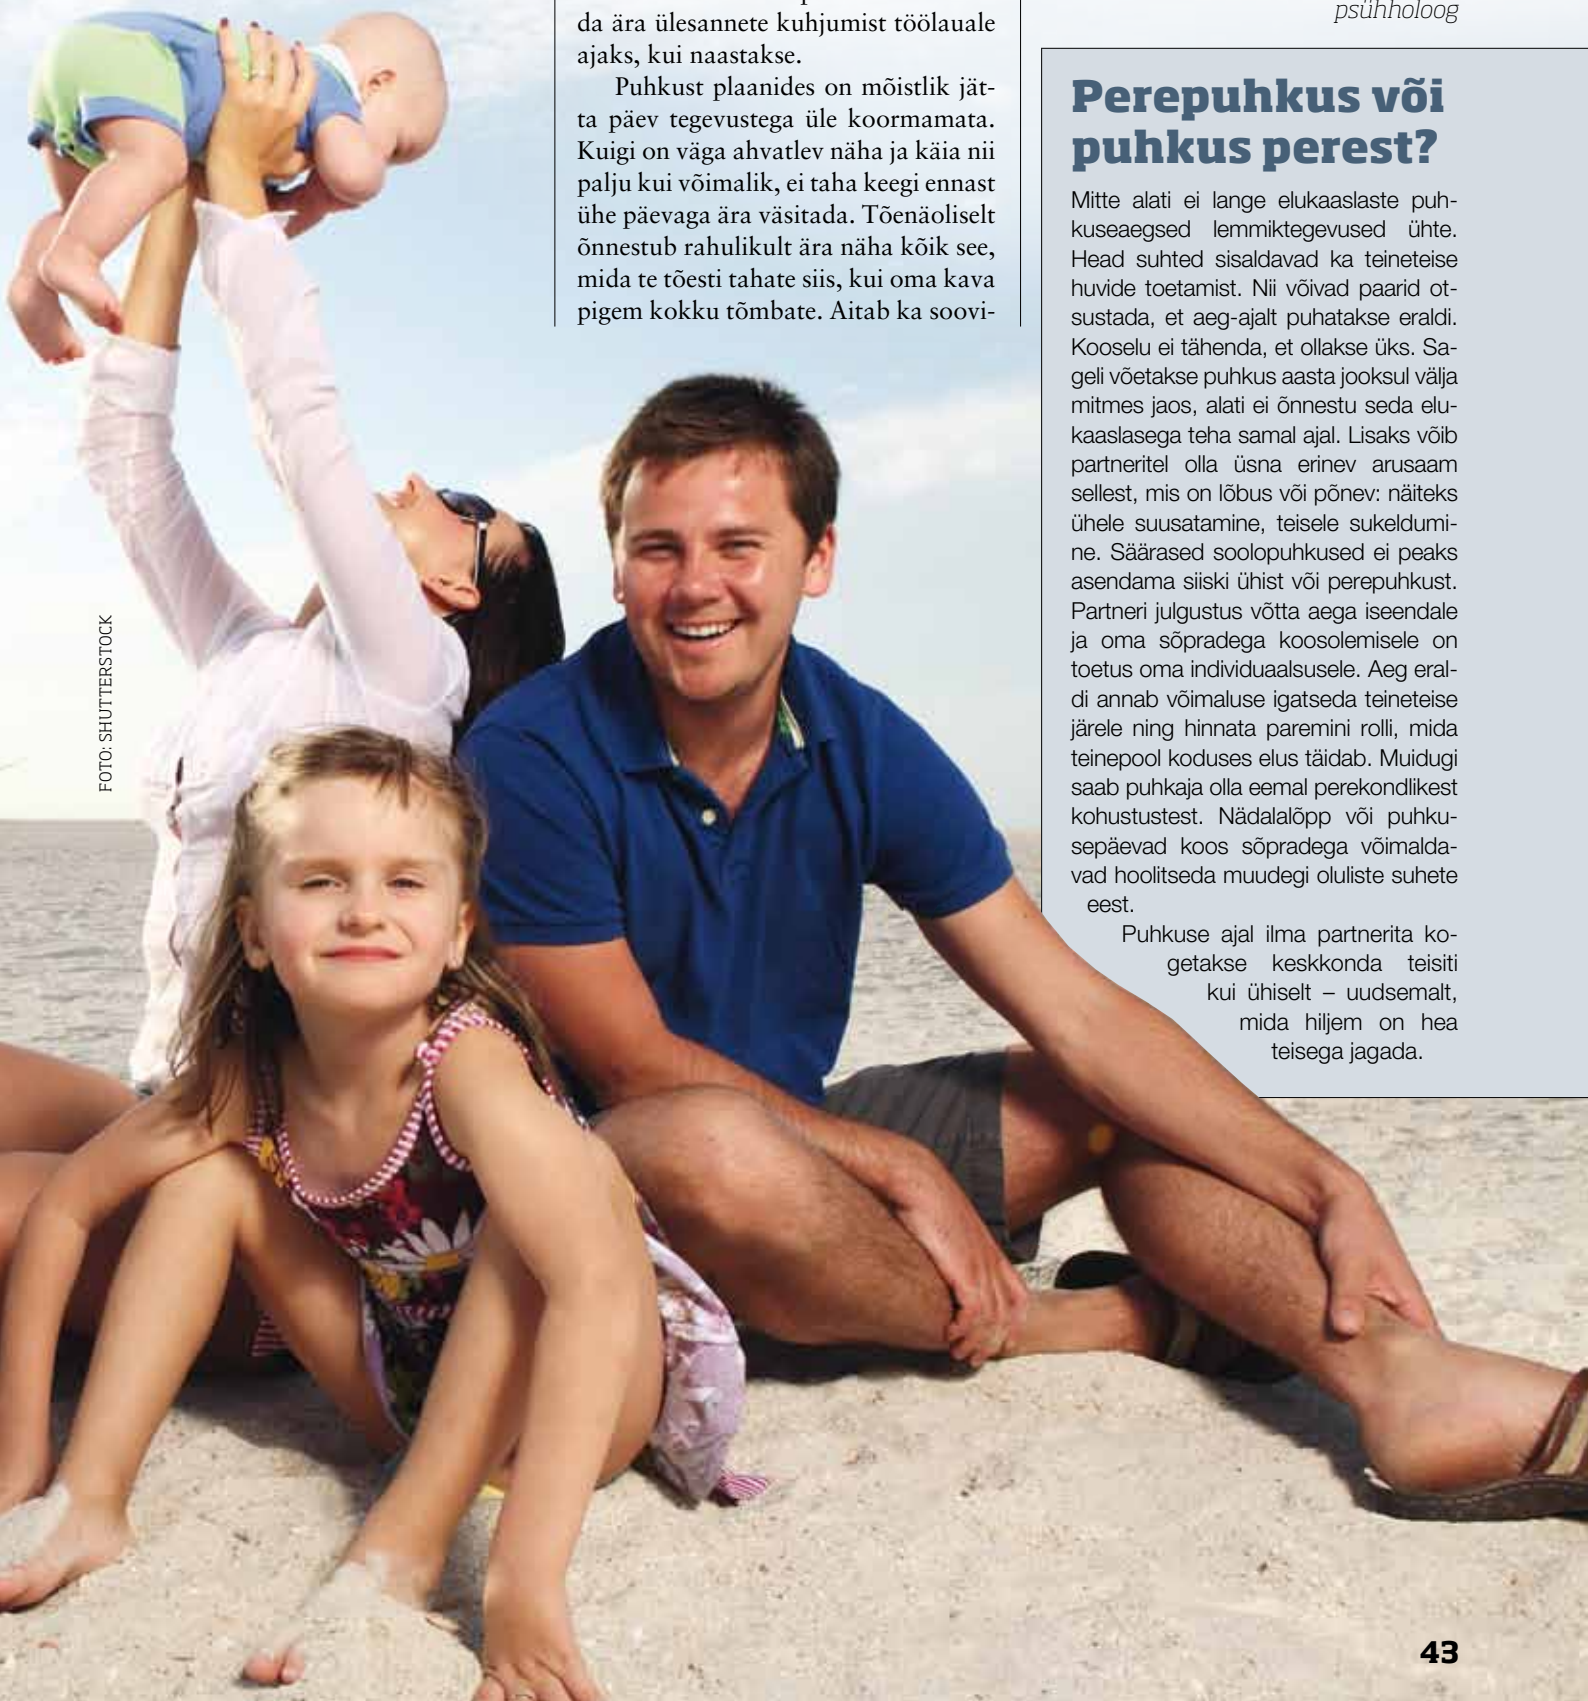 da ära ülesannete kuhjumist töölauale
ajaks, kui naastakse.
Puhkust plaanides on mõistlik jät-
ta päev tegevustega üle koormamata.
Kuigi on väga ahvatlev näha ja käia nii
palju kui võimalik, ei taha keegi ennast
ühe päevaga ära väsitada. Tõenäoliselt
õnnestub rahulikult ära näha kõik see,
mida te tõesti tahate siis, kui oma kava
pigem kokku tõmbate. Aitab ka soovi-
psühholoog
Perepuhkus või
puhkus perest?
Mitte alati ei lange elukaaslaste puh-
kuseaegsed lemmiktegevused ühte.
Head suhted sisaldavad ka teineteise
huvide toetamist. Nii võivad paarid ot-
sustada, et aeg-ajalt puhatakse eraldi.
Kooselu ei tähenda, et ollakse üks. Sa-
geli võetakse puhkus aasta jooksul välja
mitmes jaos, alati ei õnnestu seda elu-
kaaslasega teha samal ajal. Lisaks võib
partneritel olla üsna erinev arusaam
sellest, mis on lõbus või põnev: näiteks
ühele suusatamine, teisele sukeldumi-
ne. Säärased soolopuhkused ei peaks
asendama siiski ühist või perepuhkust.
Partneri julgustus võtta aega iseendale
ja oma sõpradega koosolemisele on
toetus oma individuaalsusele. Aeg eral-
di annab võimaluse igatseda teineteise
järele ning hinnata paremini rolli, mida
teinepool koduses elus täidab. Muidugi
saab puhkaja olla eemal perekondlikest
kohustustest. Nädalalõpp või puhku-
sepäevad koos sõpradega võimalda-
vad hoolitseda muudegi oluliste suhete
eest.
Puhkuse ajal ilma partnerita ko-
getakse keskkonda teisiti
kui ühiselt – uudsemalt,
mida hiljem on hea
teisega jagada.
FOTO: SHUTTERSTOCK
43